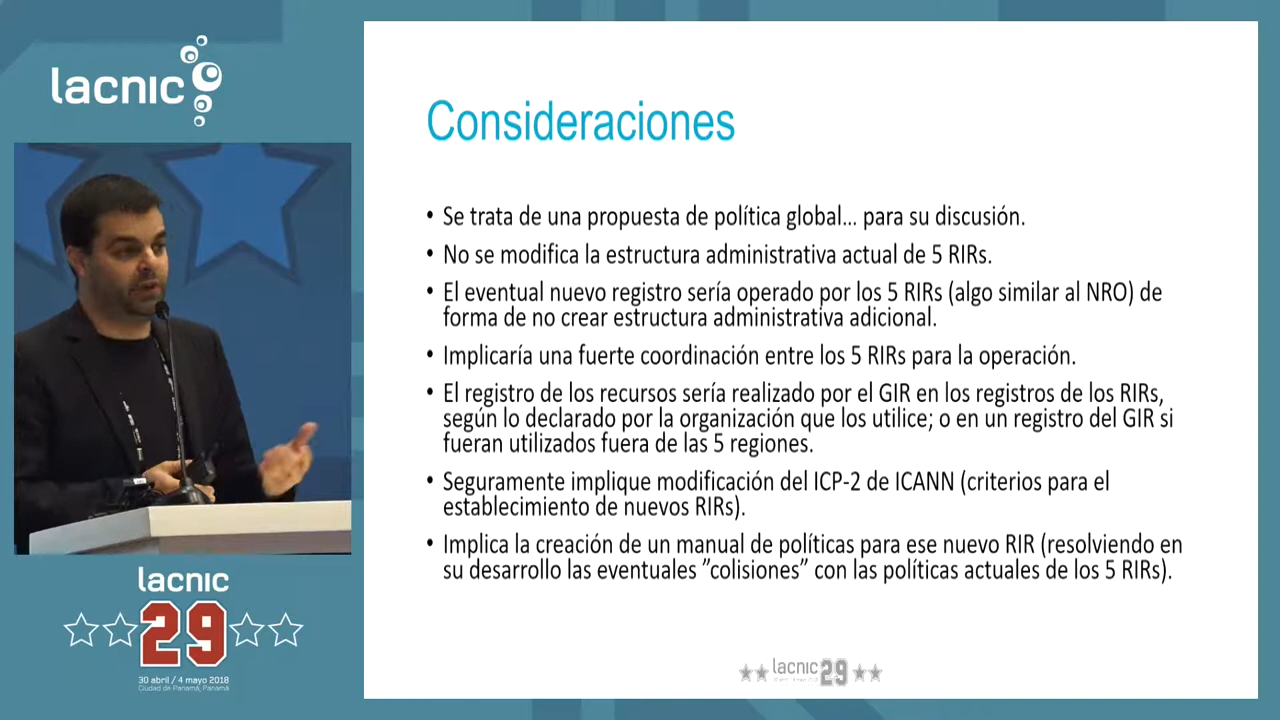 lacnic
Consideraciones
• Se trata de una propuesta de política global... para su discusión.
• No se modifica la estructura administrativa actual de 5 RIRs.
• El eventual nuevo registro sería operado por los 5 RIRs (algo similar al NRO) de
forma de no crear estructura administrativa adicional.
• Implicaría una fuerte coordinación entre los 5 RIRs para la operación.
• El registro de los recursos sería realizado por el GIR en los registros de los RIRs,
según lo declarado por la organización que los utilice; o en un registro del GIR si
fueran utilizados fuera de las 5 regiones.
• Seguramente implique modificación del ICP-2 de ICANN (criterios para el
establecimiento de nuevos RIRs).
• Implica la creación de un manual de políticas para ese nuevo RIR (resolviendo en
su desarrollo las eventuales ”colisiones” con las políticas actuales de los 5 RIRs).
lacnic
29
30 abril / 4 mayo 2018
Ciudad de Panamá, Panamá
lacnic 29